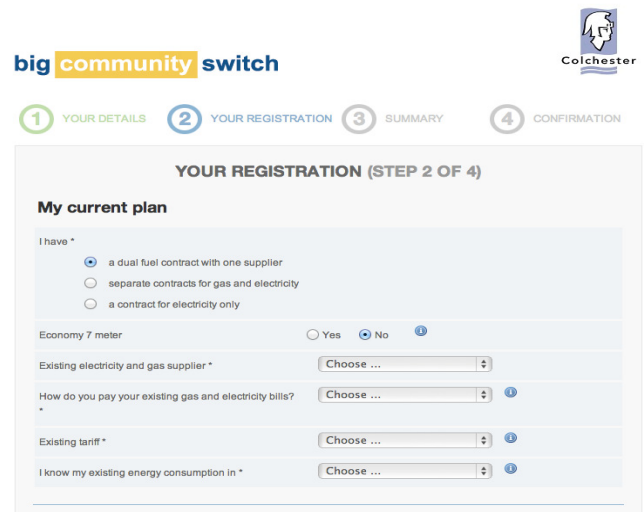 big community switch
Colchester
1 YOUR DETAILS 2 YOUR REGISTRATION 3 SUMMARY 4 CONFIRMATION
YOUR REGISTRATION (STEP 2 OF 4)
My current plan
I have *
a dual fuel contract with one supplier
separate contracts for gas and electricity
a contract for electricity only
Economy 7 meter Yes No i
Existing electricity and gas supplier * Choose ...
How do you pay your existing gas and electricity bills? Choose ... i
*
Existing tariff * Choose ... i
I know my existing energy consumption in * Choose ... i